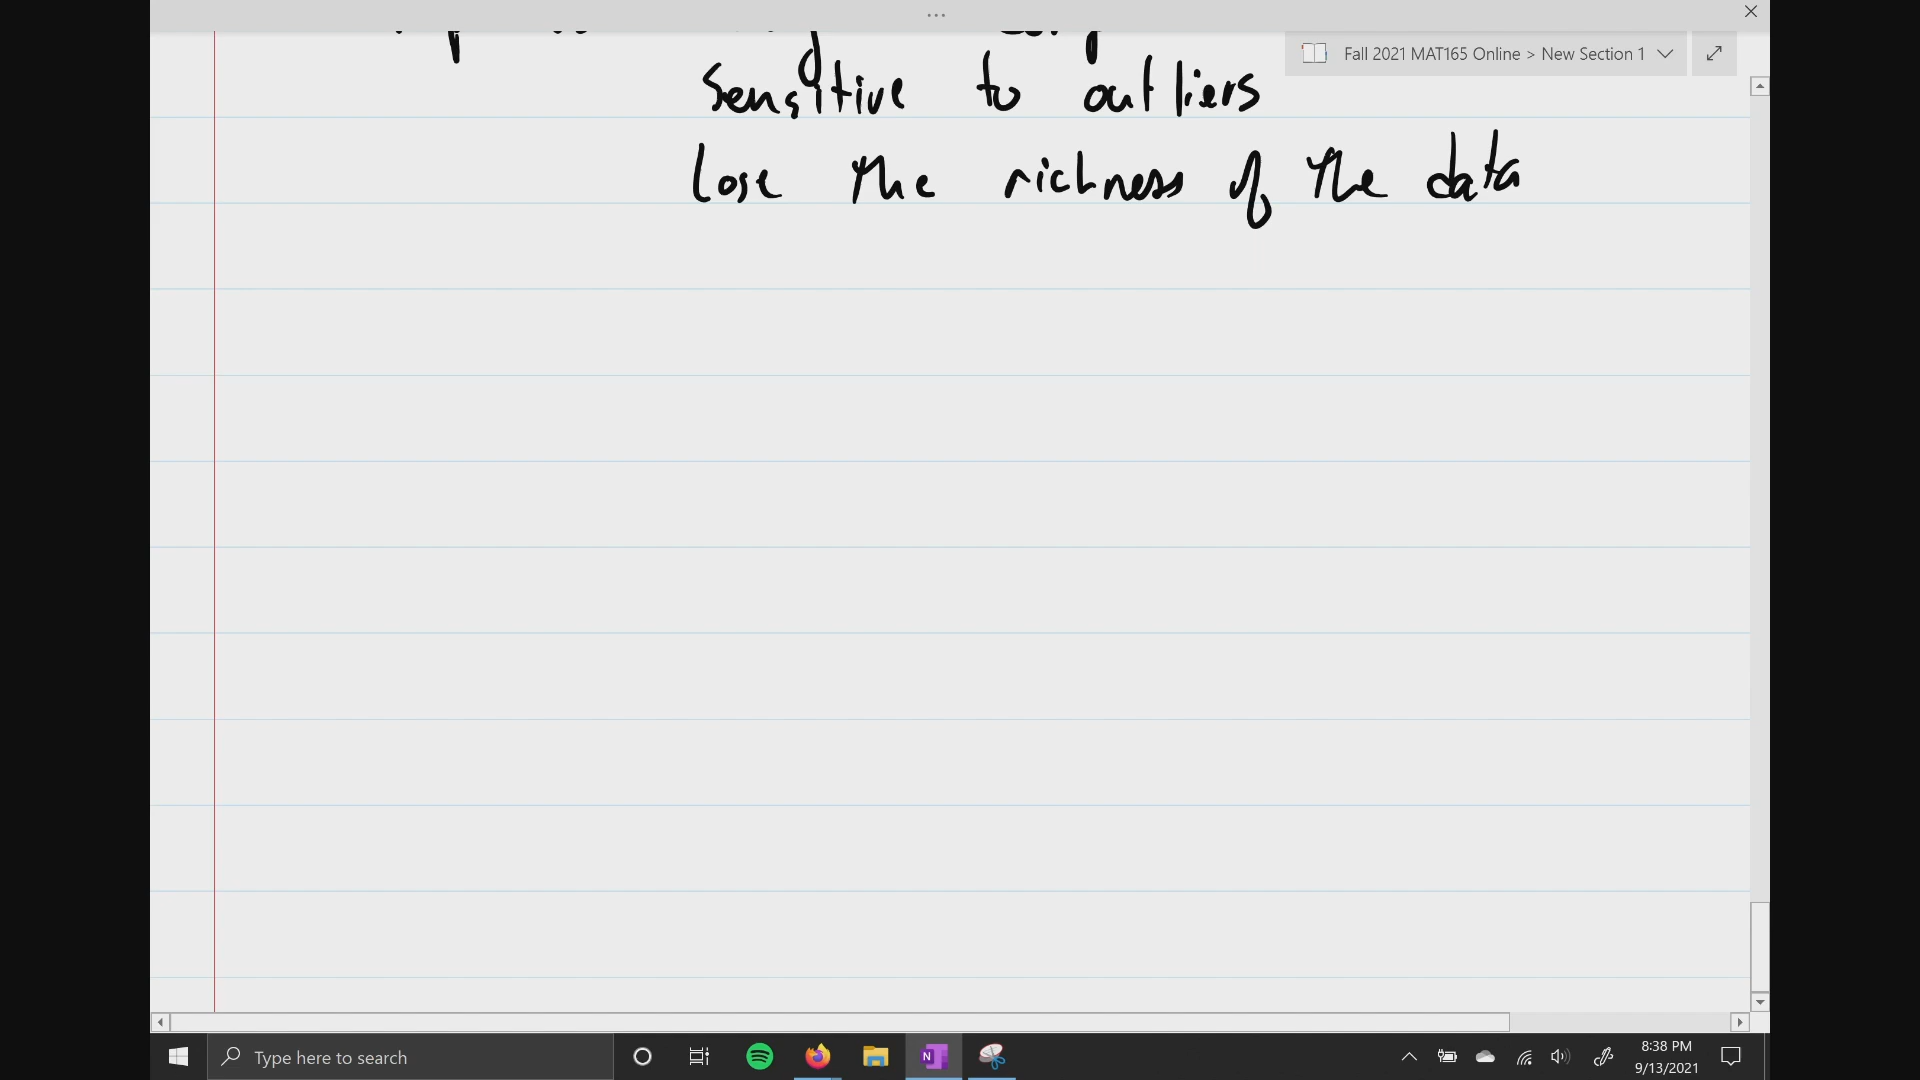 Fall 2021 MAT165 Online > New Section 1
Sensitive to outliers
Lose the richness of the data
Type here to search
8:38 PM
9/13/2021